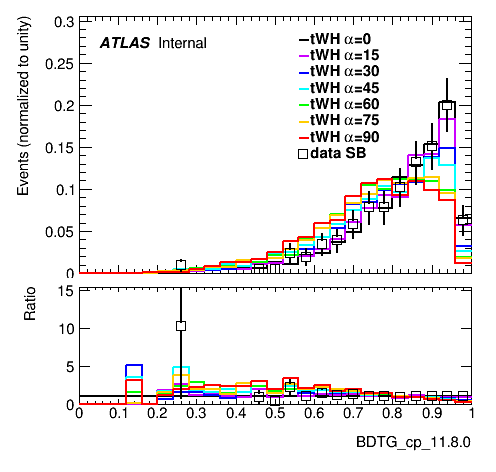 0.3
ATLAS Internal
tWH α=0
tWH α=15
tWH α=30
tWH α=45
tWH α=60
tWH α=75
tWH α=90
data SB
0.25
0.2
0.15
0.1
0.05
0
Events (normalized to unity)
15
10
5
0
Ratio
0 0.1 0.2 0.3 0.4 0.5 0.6 0.7 0.8 0.9 1
BDTG_cp_11.8.0